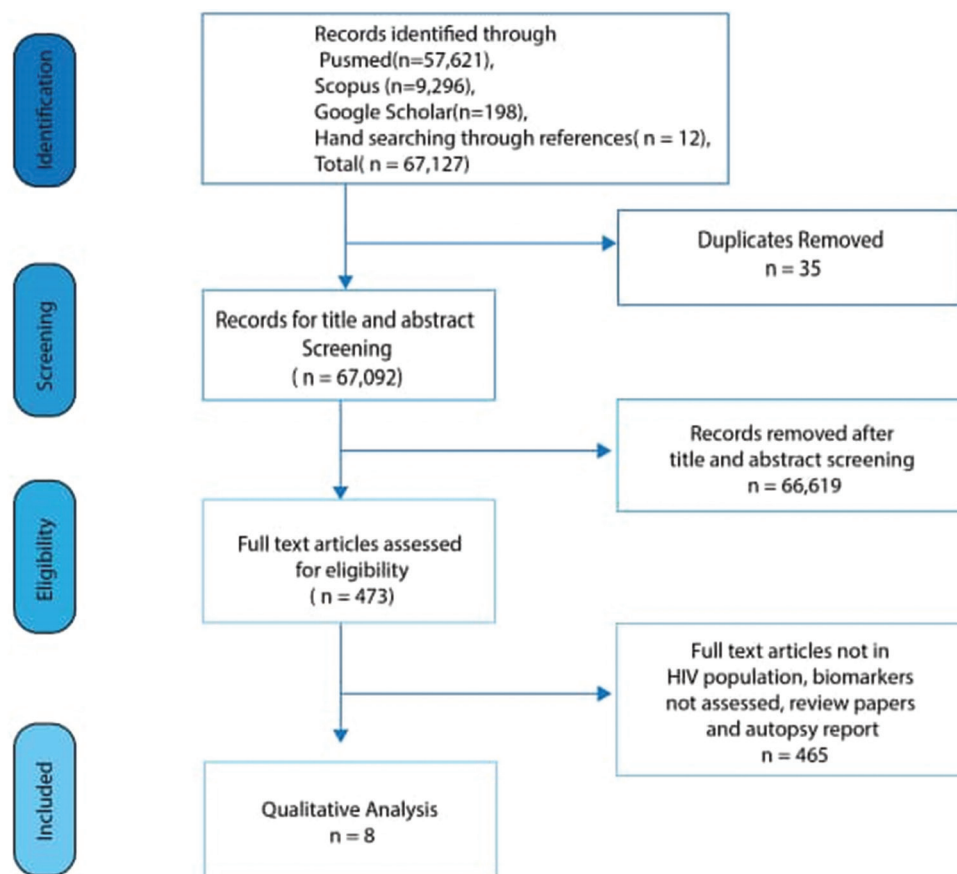 Identification
Records identified through
Pusmed(n=57,621),
Scopus (n=9,296),
Google Scholar(n=198),
Hand searching through references( n = 12),
Total( n = 67,127)
Duplicates Removed
n = 35
Screening
Records for title and abstract
Screening
( n = 67,092)
Records removed after
title and abstract screening
n = 66,619
Eligibility
Full text articles assessed
for eligibility
( n = 473)
Full text articles not in
HIV population, biomarkers
not assessed, review papers
and autopsy report
n = 465
Included
Qualitative Analysis
n = 8